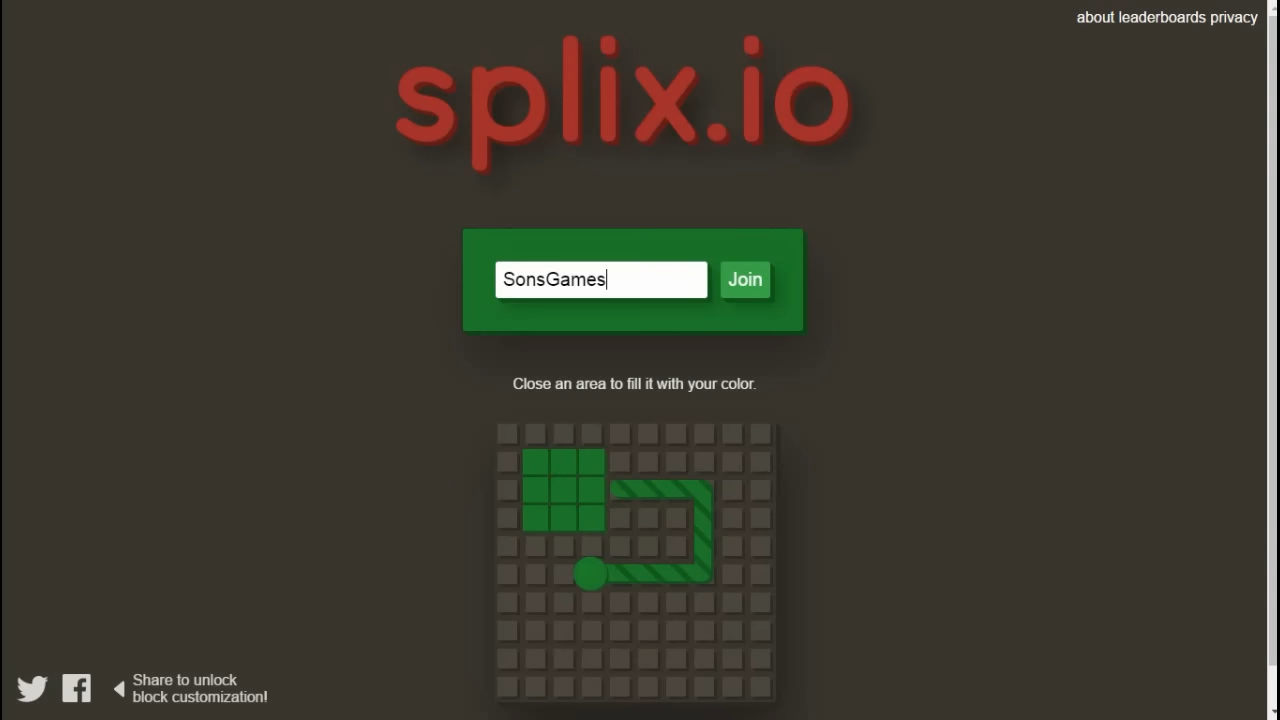 about leaderboards privacy
splix.io
SonsGames
Join
Close an area to fill it with your color.
Share to unlock
block customization!